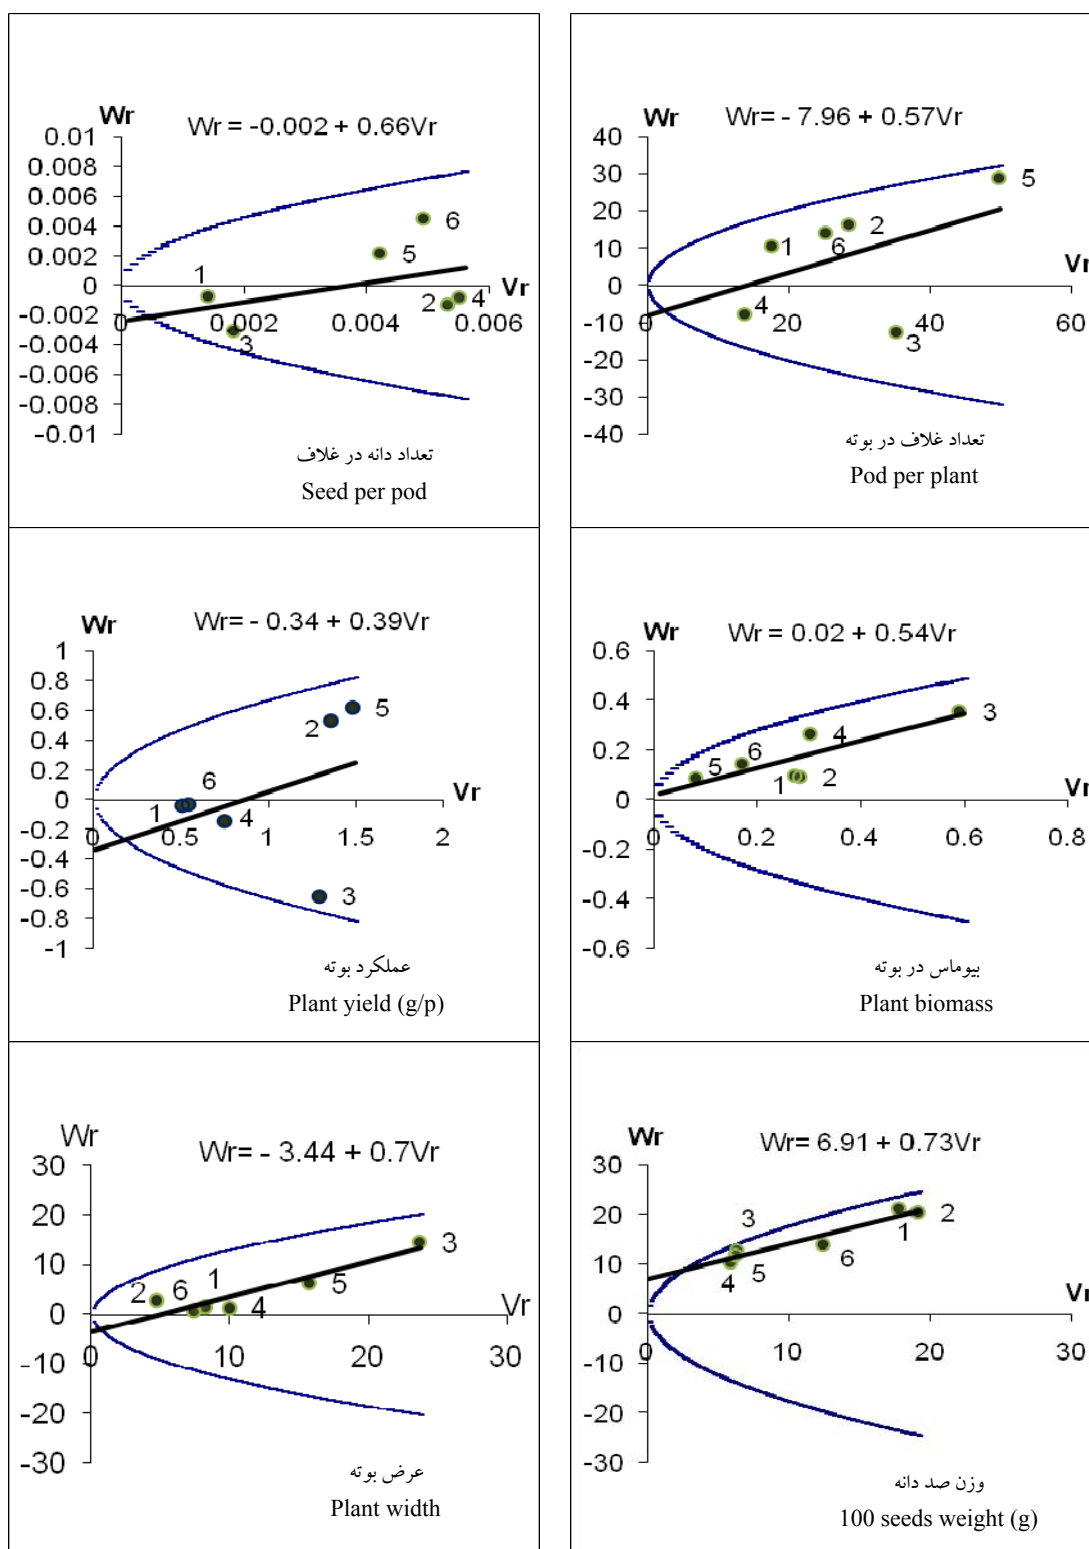 Wr
Wr = -0.002 + 0.66Vr
0.01
0.008
0.006
0.004
0.002
0
-0.002
-0.004
-0.006
-0.008
-0.01
0 0.002 0.004 0.006
Vr
1
2
3
4
5
6
تعداد دانه در غلاف
Seed per pod
Wr
Wr= - 7.96 + 0.57Vr
40
30
20
10
0
-10
-20
-30
-40
0 20 40 60
Vr
1
2
3
4
5
6
تعداد غلاف در بوته
Pod per plant
Wr
Wr= - 0.34 + 0.39Vr
1
0.8
0.6
0.4
0.2
0
-0.2
-0.4
-0.6
-0.8
-1
0 0.5 1 1.5 2
Vr
1
2
3
4
5
6
عملکرد بوته
Plant yield (g/p)
Wr
Wr = 0.02 + 0.54Vr
0.6
0.4
0.2
0
-0.2
-0.4
-0.6
0 0.2 0.4 0.6 0.8
Vr
1
2
3
4
5
6
بیوماس در بوته
Plant biomass
Wr
Wr= - 3.44 + 0.7Vr
30
20
10
0
-10
-20
-30
0 10 20 30
Vr
1
2
3
4
5
6
عرض بوته
Plant width
Wr
Wr= 6.91 + 0.73Vr
30
20
10
0
-10
-20
-30
0 10 20 30
Vr
1
2
3
4
5
6
وزن صد دانه
100 seeds weight (g)